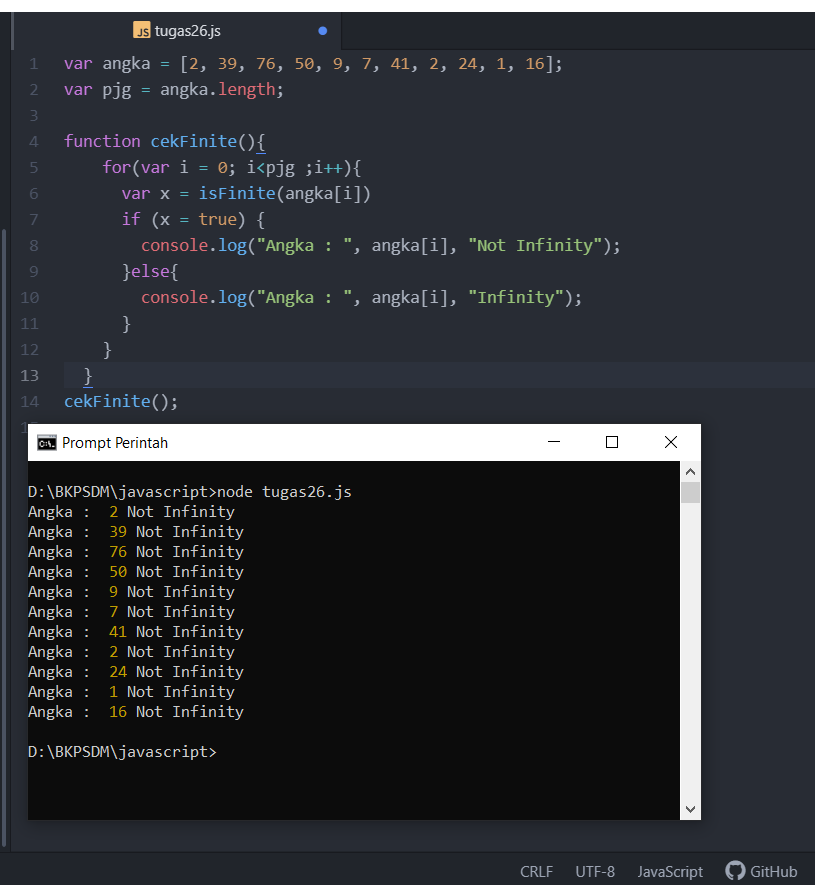 JS tugas26.js
1 var angka = [2, 39, 76, 50, 9, 7, 41, 2, 24, 1, 16];
2 var pjg = angka.length;
3
4 function cekFinite(){
5 for(var i = 0; i<pjg ;i++){
6 var x = isFinite(angka[i])
7 if (x = true) {
8 console.log("Angka : ", angka[i], "Not Infinity");
9 }else{
10 console.log("Angka : ", angka[i], "Infinity");
11 }
12 }
13 }
14 cekFinite();
C:\. Prompt Perintah
D:\BKPSDM\javascript>node tugas26.js
Angka :  2 Not Infinity
Angka :  39 Not Infinity
Angka :  76 Not Infinity
Angka :  50 Not Infinity
Angka :  9 Not Infinity
Angka :  7 Not Infinity
Angka :  41 Not Infinity
Angka :  2 Not Infinity
Angka :  24 Not Infinity
Angka :  1 Not Infinity
Angka :  16 Not Infinity
D:\BKPSDM\javascript>
CRLF UTF-8 JavaScript GitHub